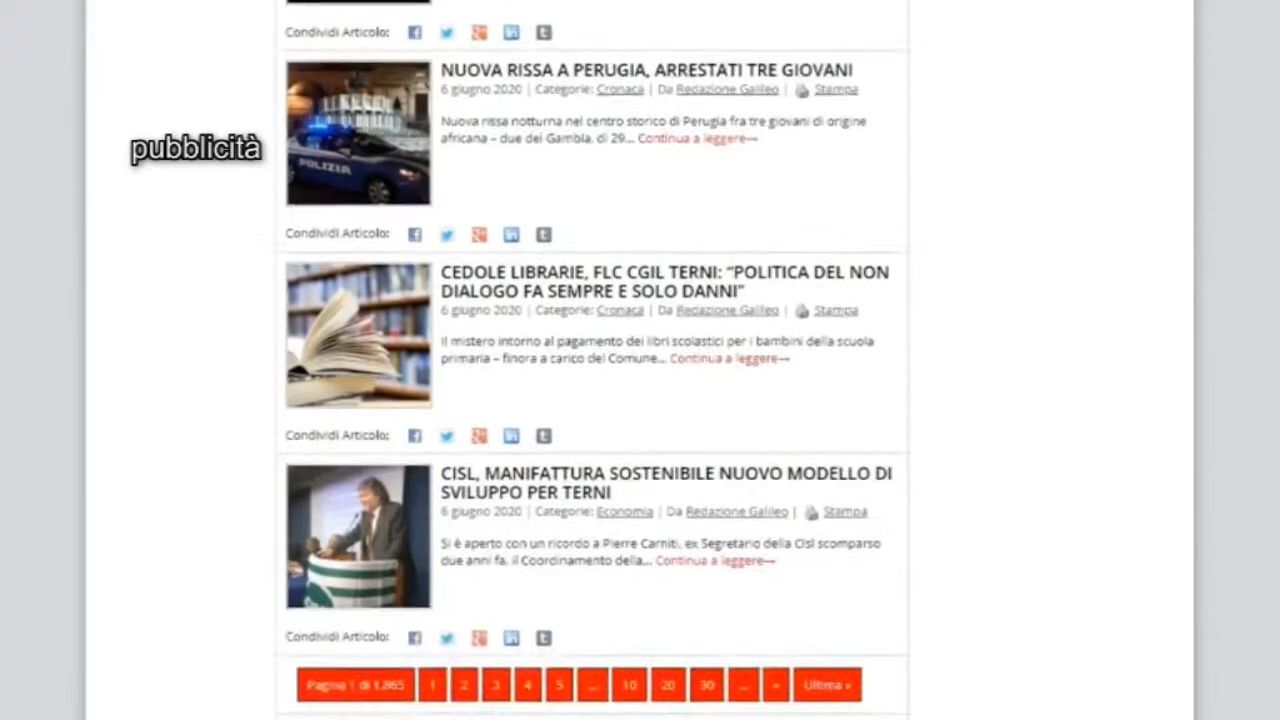 Condividi Articolo:
NUOVA RISSA A PERUGIA, ARRESTATI TRE GIOVANI
6 giugno 2020 | Categorie: Cronaca | Da Redazione Galileo | Stampa
pubblicità
POLIZIA
Nuova rissa notturna nel centro storico di Perugia fra tre giovani di origine
africana – due del Gambia, di 29... Continua a leggere→
Condividi Articolo:
CEDOLE LIBRARIE, FLC CGIL TERNI: “POLITICA DEL NON
DIALOGO FA SEMPRE E SOLO DANNI”
6 giugno 2020 | Categorie: Cronaca | Da Redazione Galileo | Stampa
Il mistero intorno al pagamento dei libri scolastici per i bambini della scuola
primaria – finora a carico del Comune... Continua a leggere→
Condividi Articolo:
CISL, MANIFATTURA SOSTENIBILE NUOVO MODELLO DI
SVILUPPO PER TERNI
6 giugno 2020 | Categorie: Economia | Da Redazione Galileo | Stampa
Si è aperto con un ricordo a Pierre Carniti, ex Segretario della Cisl scomparso
due anni fa, il Coordinamento della... Continua a leggere→
Condividi Articolo:
Pagina 1 di 1.865 1 2 3 4 5 ... 10 20 30 ... » Ultima »